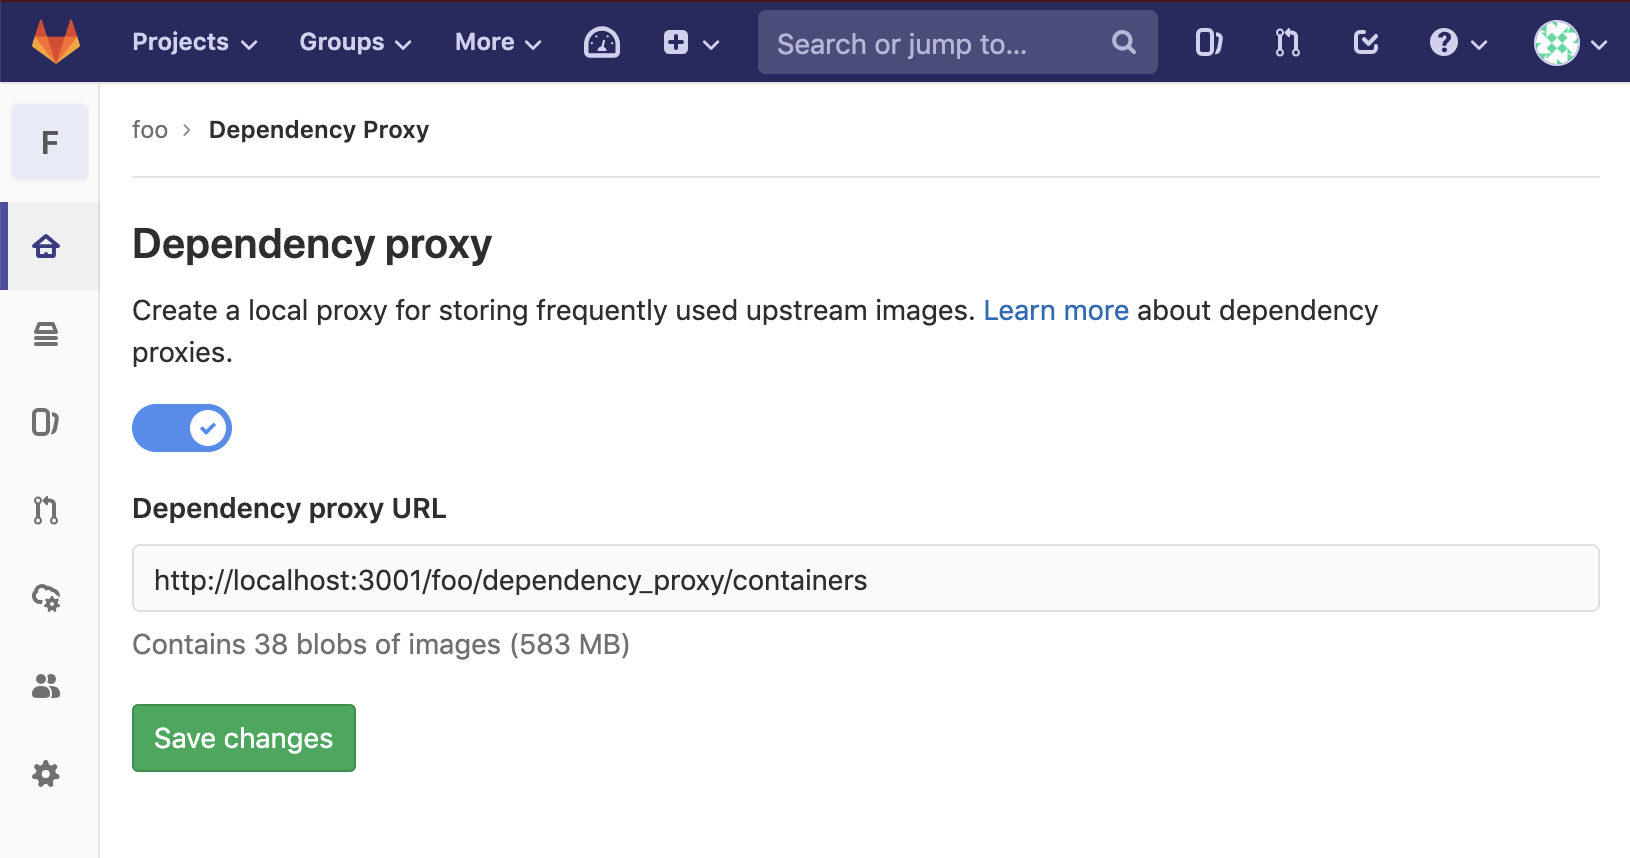 Projects Groups More Search or jump to...
F
foo › Dependency Proxy
Dependency proxy
Create a local proxy for storing frequently used upstream images. Learn more about dependency
proxies.
Dependency proxy URL
http://localhost:3001/foo/dependency_proxy/containers
Contains 38 blobs of images (583 MB)
Save changes